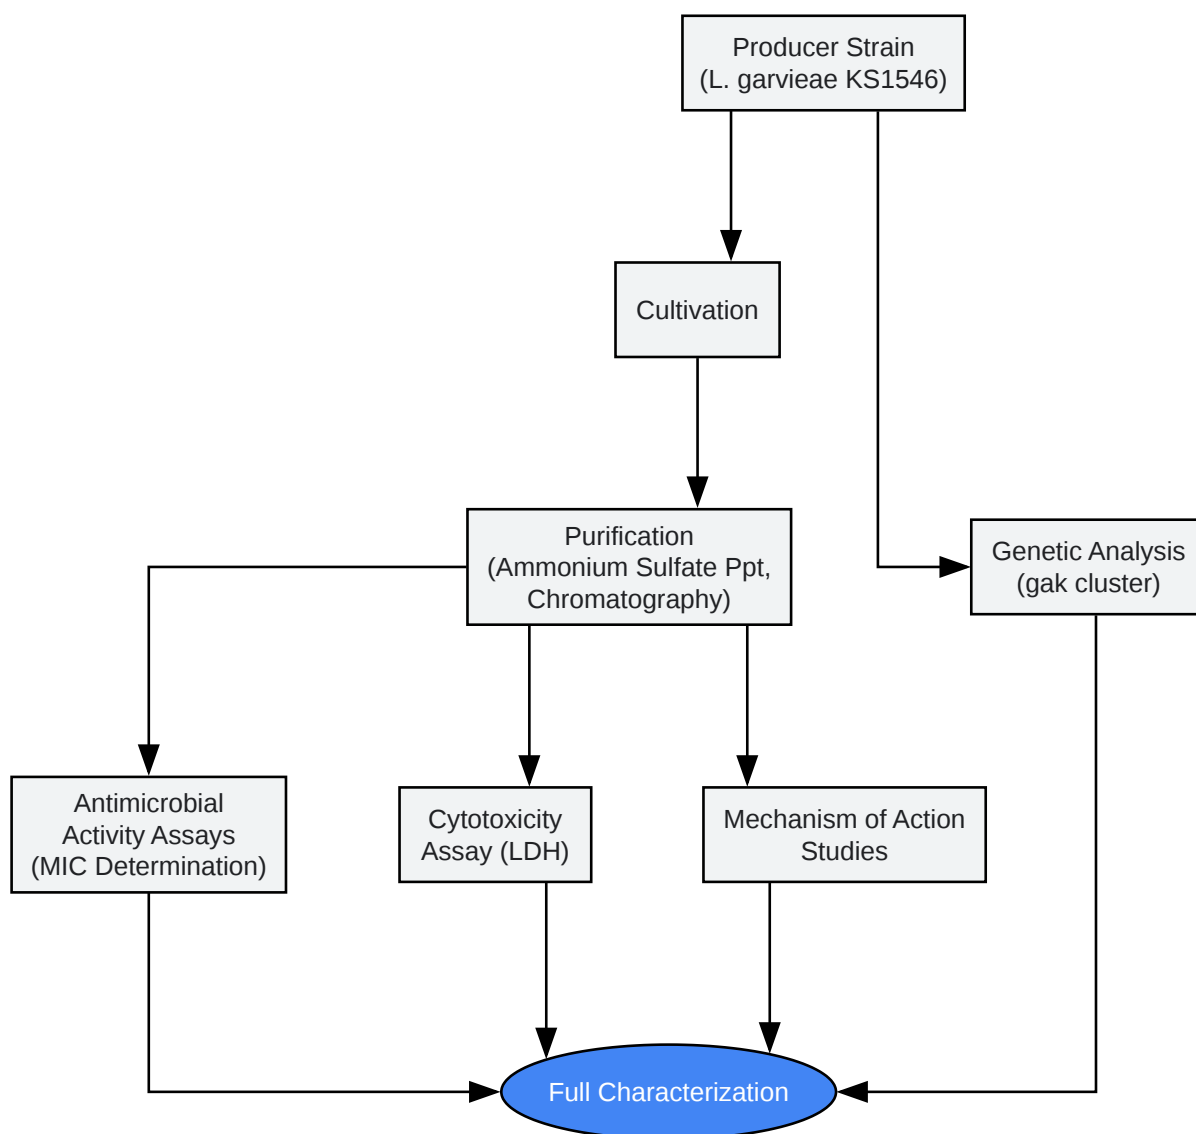 Producer Strain
(L. garvieae KS1546)
Cultivation
Purification
(Ammonium Sulfate Ppt,
Chromatography)
Genetic Analysis
(gak cluster)
Antimicrobial
Activity Assays
(MIC Determination)
Cytotoxicity
Assay (LDH)
Mechanism of Action
Studies
Full Characterization